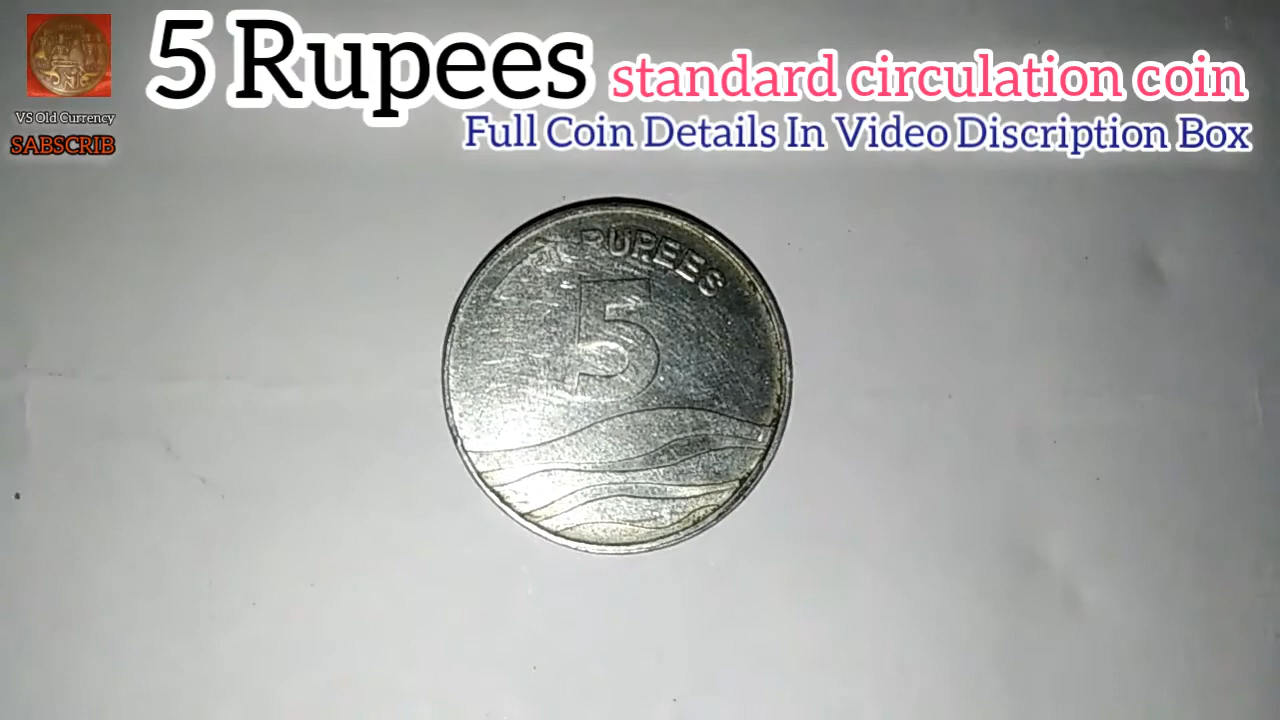 5 Rupees standard circulation coin
Full Coin Details In Video Discription Box
VS Old Currency
SABSCRIB
RUPEES
5